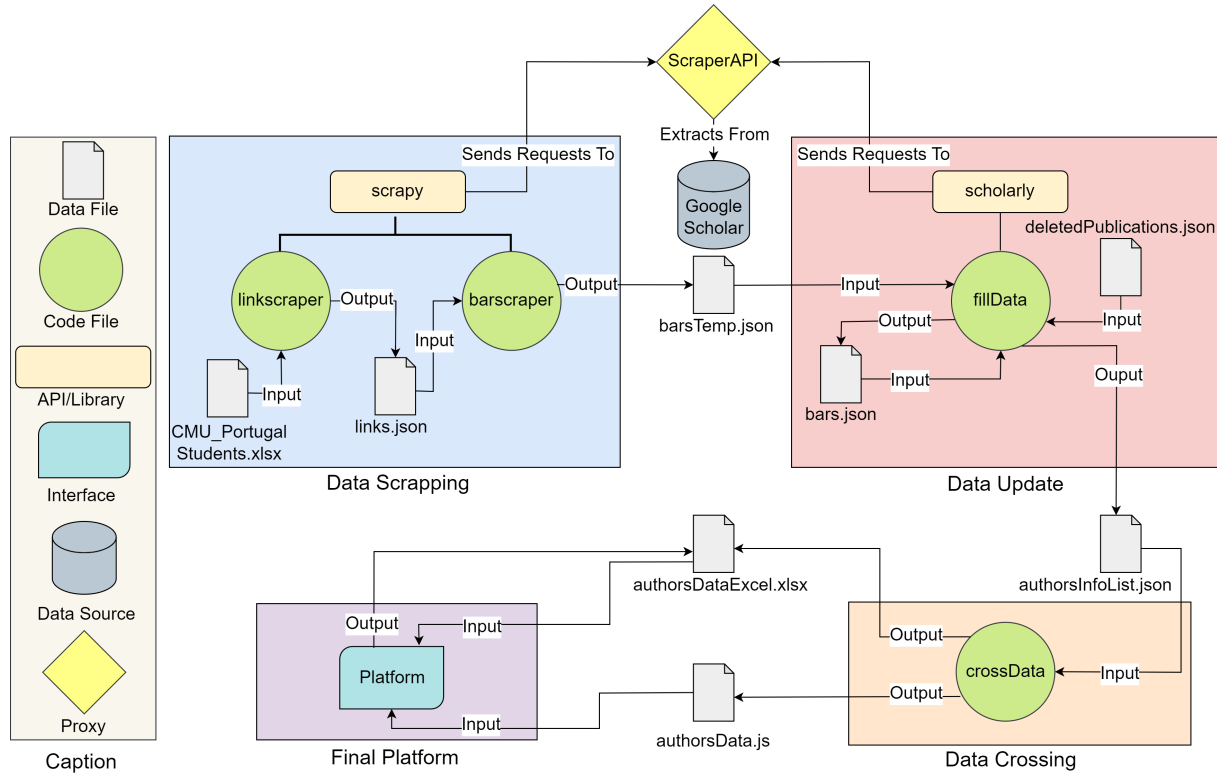 ScraperAPI
Extracts From
Google
Scholar
Data File
Code File
API/Library
Interface
Data Source
Proxy
Caption
Sends Requests To
scrapy
linkscraper
Output
barscraper
Output
Input
Input
CMU_Portugal
Students.xlsx
links.json
Data Scrapping
barsTemp.json
Sends Requests To
scholarly
deletedPublications.json
Input
fillData
Output
Input
Input
bars.json
Ouput
Data Update
authorsDataExcel.xlsx
authorsInfoList.json
Output
Input
Platform
Input
Final Platform
authorsData.js
Output
crossData
Input
Output
Data Crossing